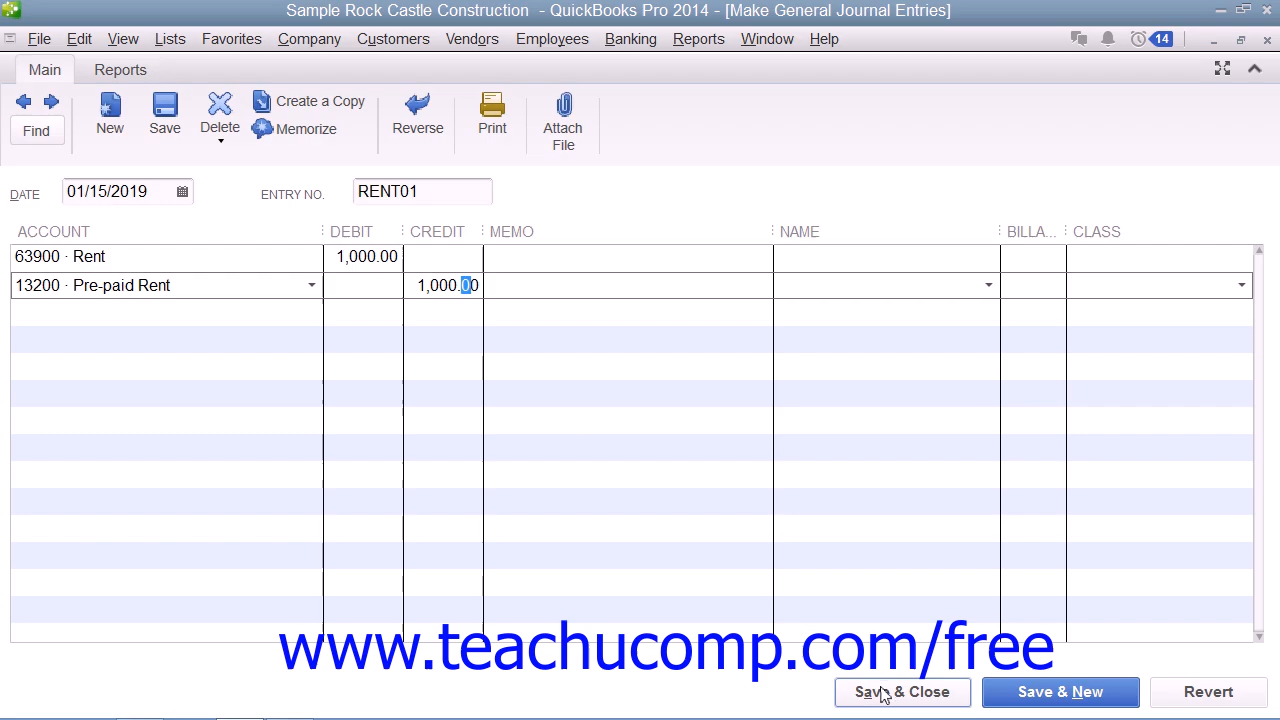 Sample Rock Castle Construction - QuickBooks Pro 2014 - [Make General Journal Entries]
File Edit View Lists Favorites Company Customers Vendors Employees Banking Reports Window Help 14
Main Reports
Find New Save Delete Create a Copy Memorize Reverse Print Attach File
DATE 01/15/2019 ENTRY NO. RENT01
ACCOUNT DEBIT CREDIT MEMO NAME BILLA... CLASS
63900 · Rent 1,000.00
13200 · Pre-paid Rent 1,000.00
www.teachucomp.com/free
Save & Close Save & New Revert